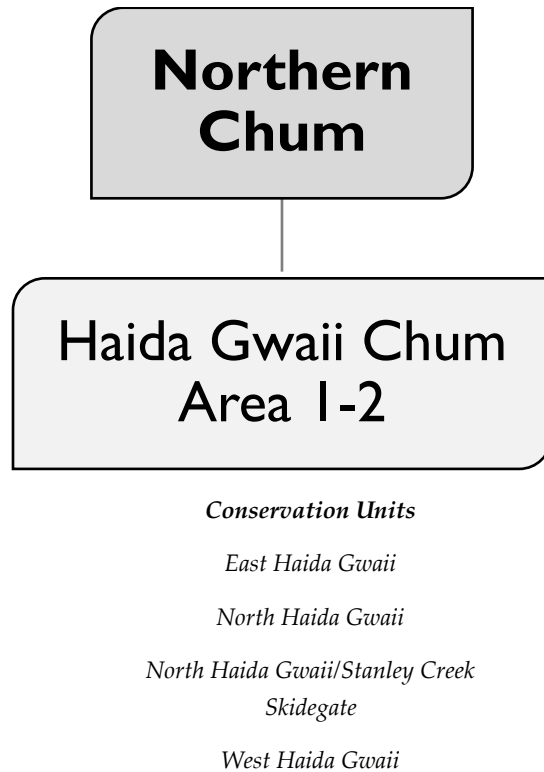 Northern
Chum
Haida Gwaii Chum
Area 1-2
Conservation Units
East Haida Gwaii
North Haida Gwaii
North Haida Gwaii/Stanley Creek
Skidegate
West Haida Gwaii